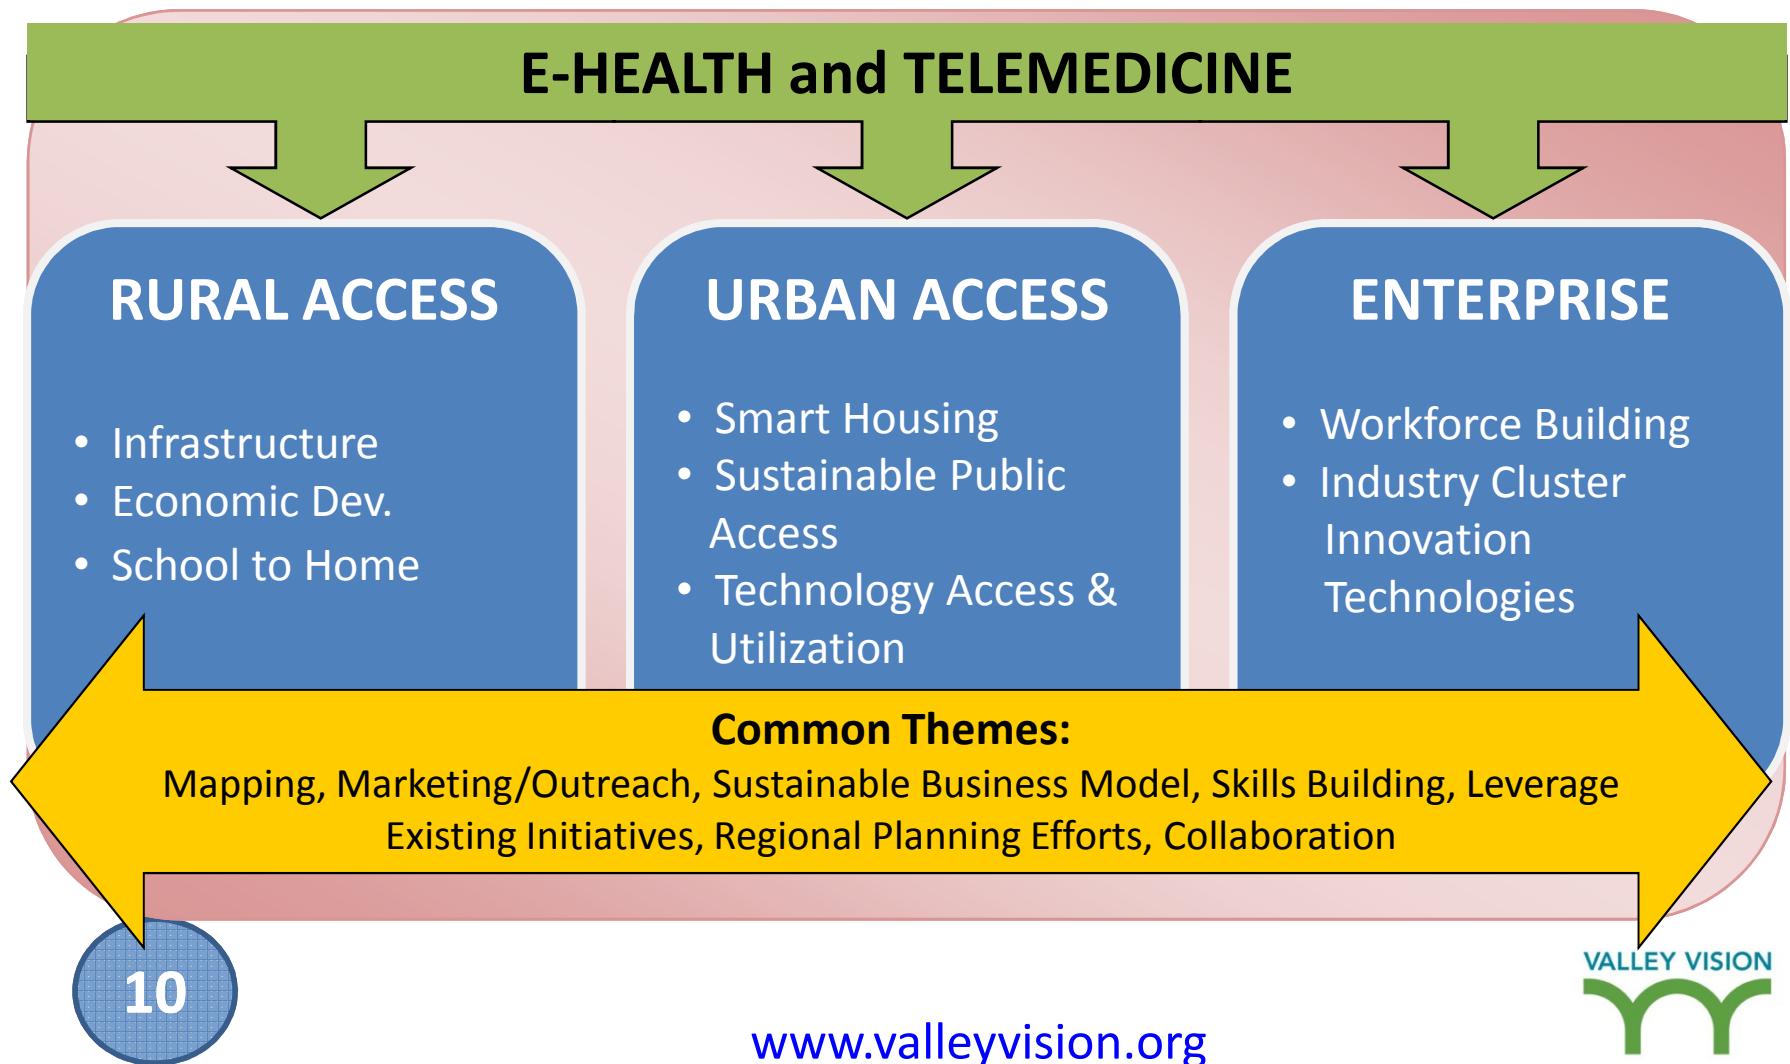 E-HEALTH and TELEMEDICINE
RURAL ACCESS
• Infrastructure
• Economic Dev.
• School to Home
URBAN ACCESS
• Smart Housing
• Sustainable Public
Access
• Technology Access &
Utilization
ENTERPRISE
• Workforce Building
• Industry Cluster
Innovation
Technologies
Common Themes:
Mapping, Marketing/Outreach, Sustainable Business Model, Skills Building, Leverage
Existing Initiatives, Regional Planning Efforts, Collaboration
10
www.valleyvision.org
VALLEY VISION